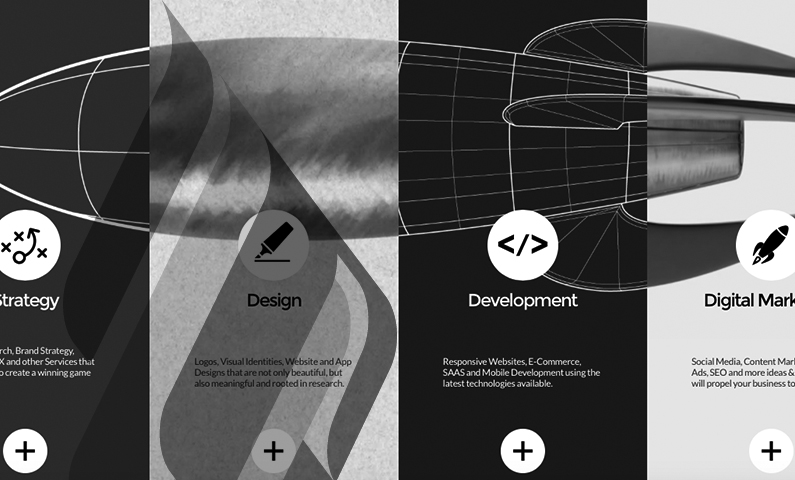 Strategy
rch, Brand Strategy,
X and other Services that
o create a winning game
Design
Logos, Visual Identities, Website and App
Designs that are not only beautiful, but
also meaningful and rooted in research.
</>
Development
Responsive Websites, E-Commerce,
SAAS and Mobile Development using the
latest technologies available.
Digital Mark
Social Media, Content Mar
Ads, SEO and more ideas &
will propel your business to